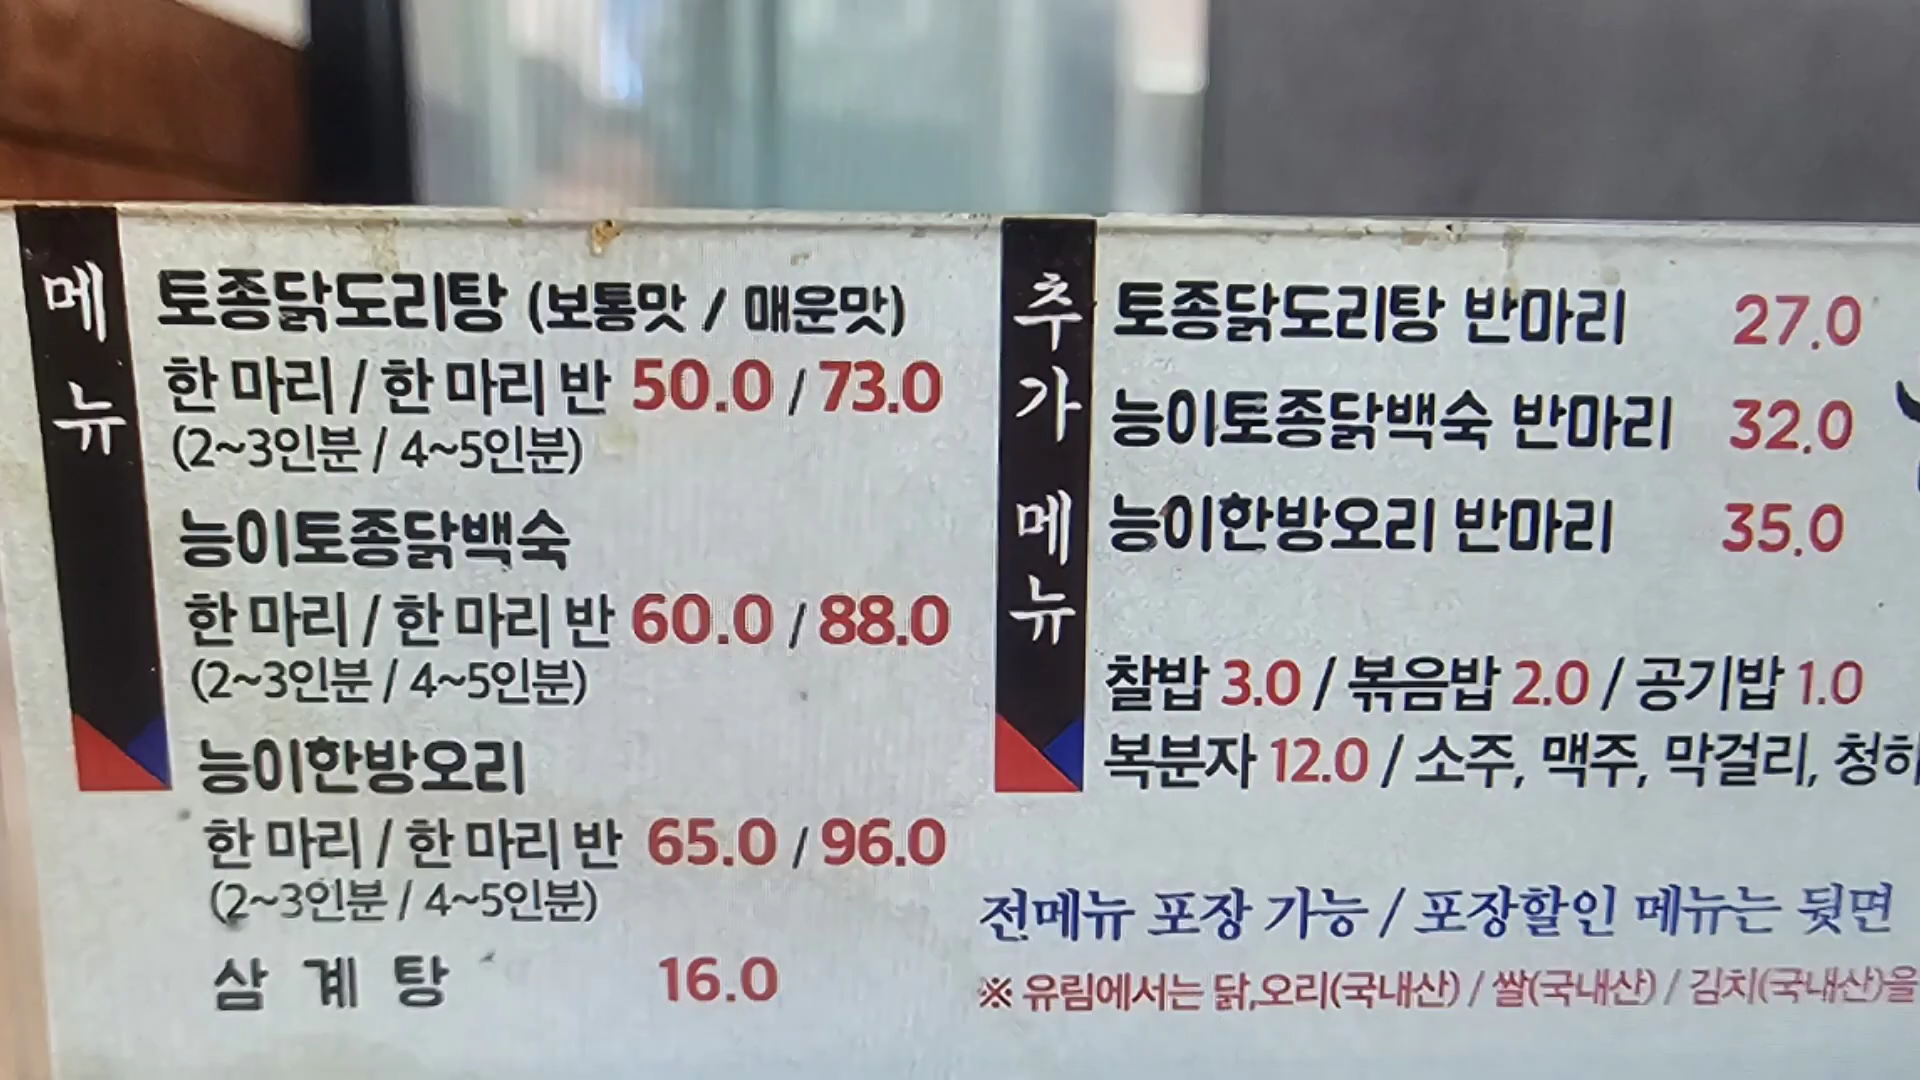 메뉴
토종닭도리탕 (보통맛 / 매운맛)
한 마리 / 한 마리 반 50.0 / 73.0
(2~3인분 / 4~5인분)
능이토종닭백숙
한 마리 / 한 마리 반 60.0 / 88.0
(2~3인분 / 4~5인분)
능이한방오리
한 마리 / 한 마리 반 65.0 / 96.0
(2~3인분 / 4~5인분)
삼 계 탕 16.0
추가 메뉴
토종닭도리탕 반마리 27.0
능이토종닭백숙 반마리 32.0
능이한방오리 반마리 35.0
찰밥 3.0 / 볶음밥 2.0 / 공기밥 1.0
복분자 12.0 / 소주, 맥주, 막걸리, 청하
전메뉴 포장 가능 / 포장할인 메뉴는 뒷면
※ 유림에서는 닭,오리(국내산) / 쌀(국내산) / 김치(국내산)을